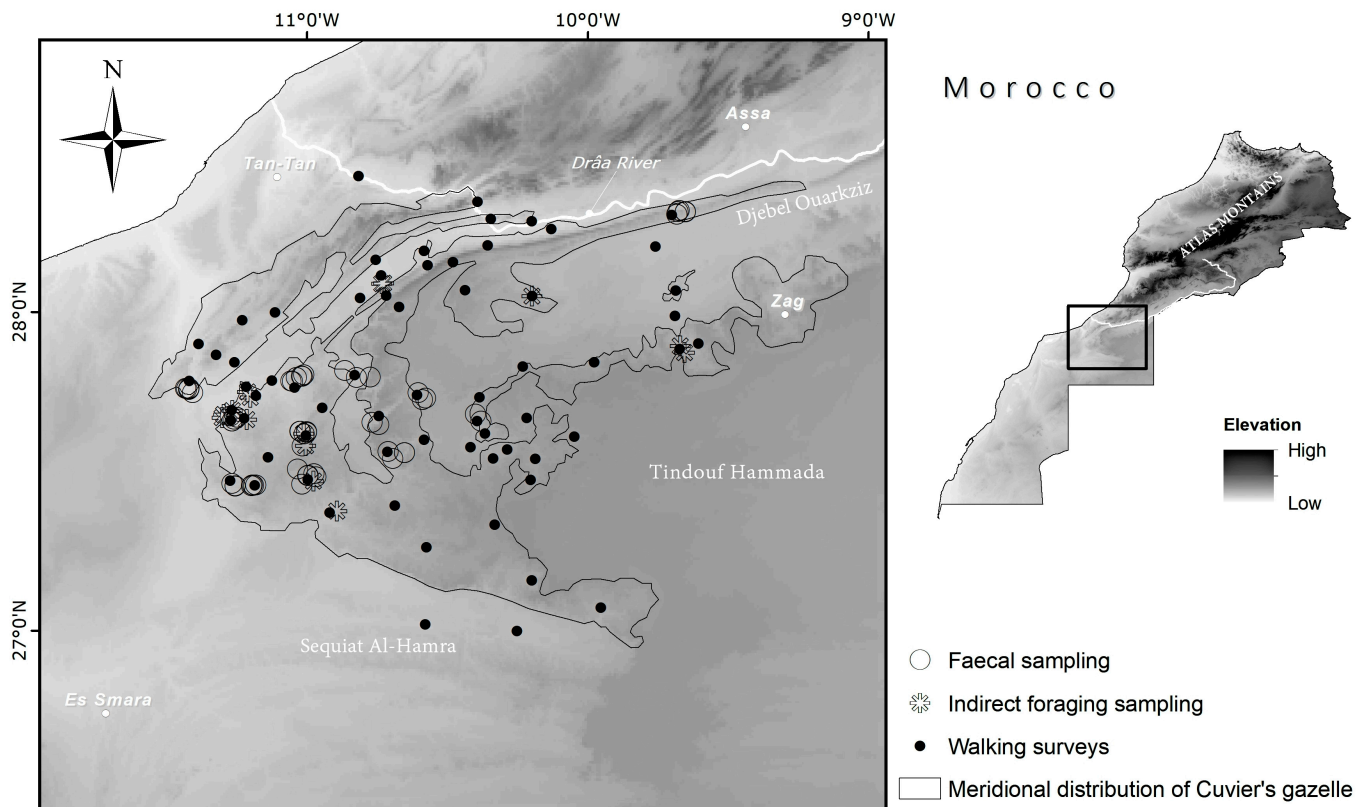 11°0'W
10°0'W
9°0'W
28°0'N
27°0'N
N
Tan-Tan
Assa
Drâa River
Djebel Ouarkziz
Zag
Tindouf Hammada
Sequiat Al-Hamra
Es Smara
Morocco
ATLAS MONTAINS
Elevation
High
Low
Faecal sampling
Indirect foraging sampling
Walking surveys
Meridional distribution of Cuvier's gazelle